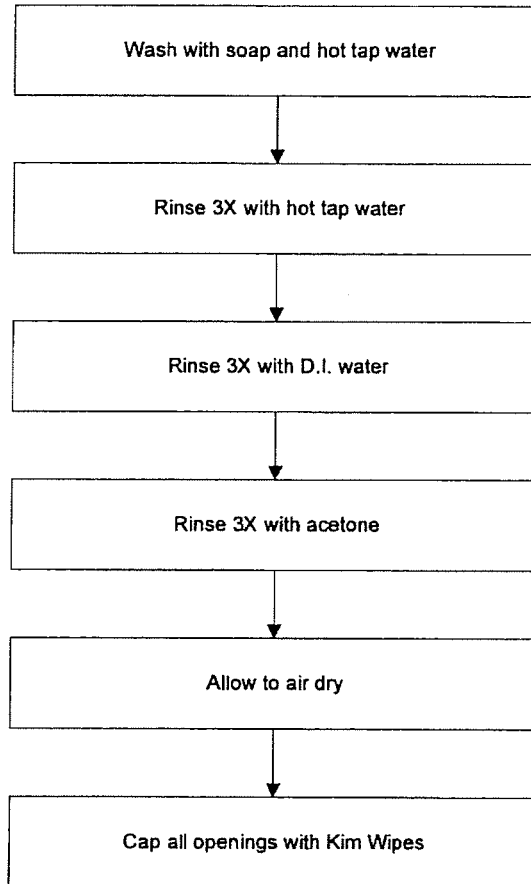 Wash with soap and hot tap water
Rinse 3X with hot tap water
Rinse 3X with D.I. water
Rinse 3X with acetone
Allow to air dry
Cap all openings with Kim Wipes